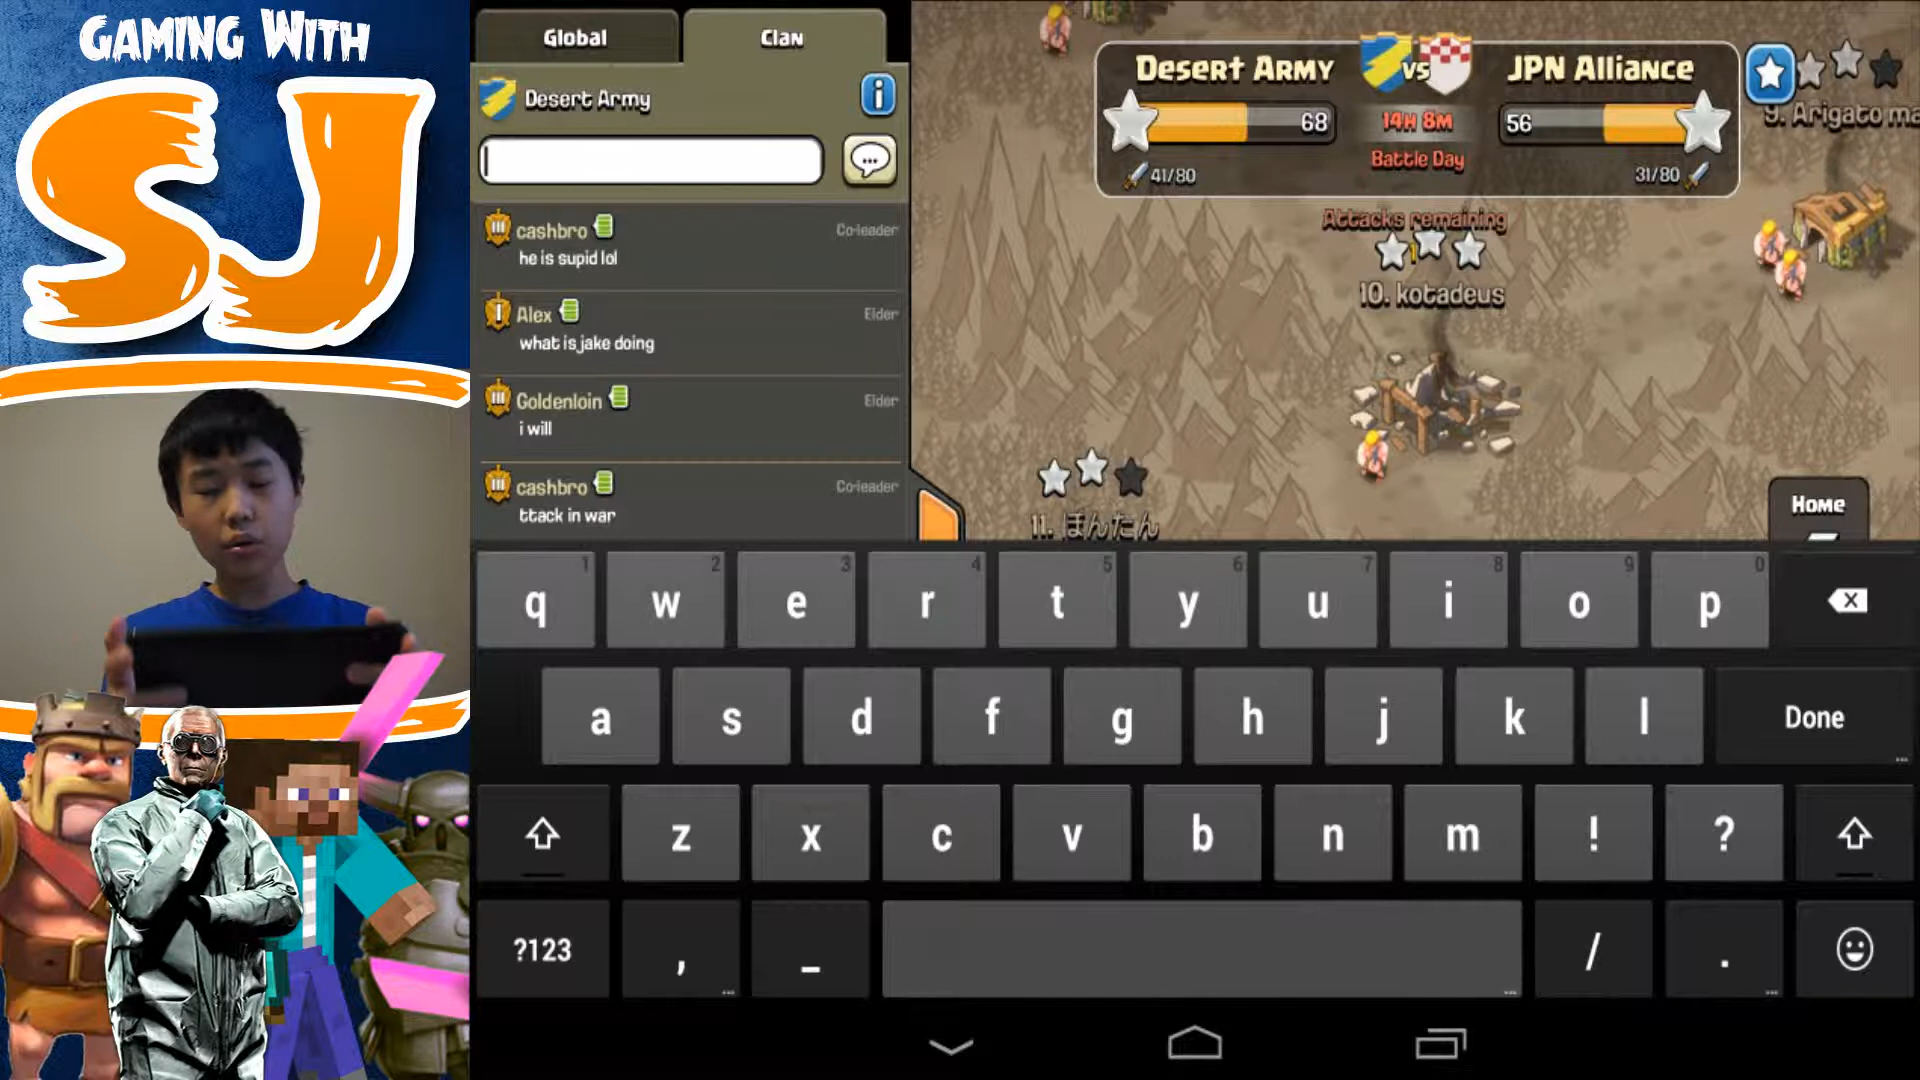 GAMING WITH
SJ
Global
Clan
Desert Army
cashbro
Co-leader
he is supid lol
Alex
Elder
what is jake doing
Goldenloin
Elder
i will
cashbro
Co-leader
ttack in war
Desert Army
vs
JPN Alliance
68
14H 8M
56
Battle Day
41/80
31/80
9. Arigato ma
Attacks remaining
1
10. kotadeus
11. ぽんたん
Home
q 1 w 2 e 3 r 4 t 5 y 6 u 7 i 8 o 9 p 0
a s d f g h j k l Done
z x c v b n m ! ?
?123 , _ / .